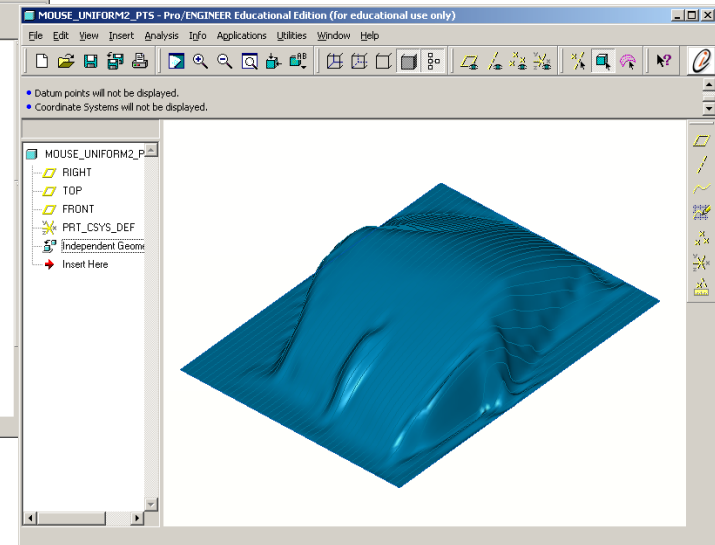 MOUSE_UNIFORM2_PTS - Pro/ENGINEER Educational Edition (for educational use only)
File Edit View Insert Analysis Info Applications Utilities Window Help
• Datum points will not be displayed.
• Coordinate Systems will not be displayed.
MOUSE_UNIFORM2_P
RIGHT
TOP
FRONT
PRT_CSYS_DEF
Independent Geome
Insert Here